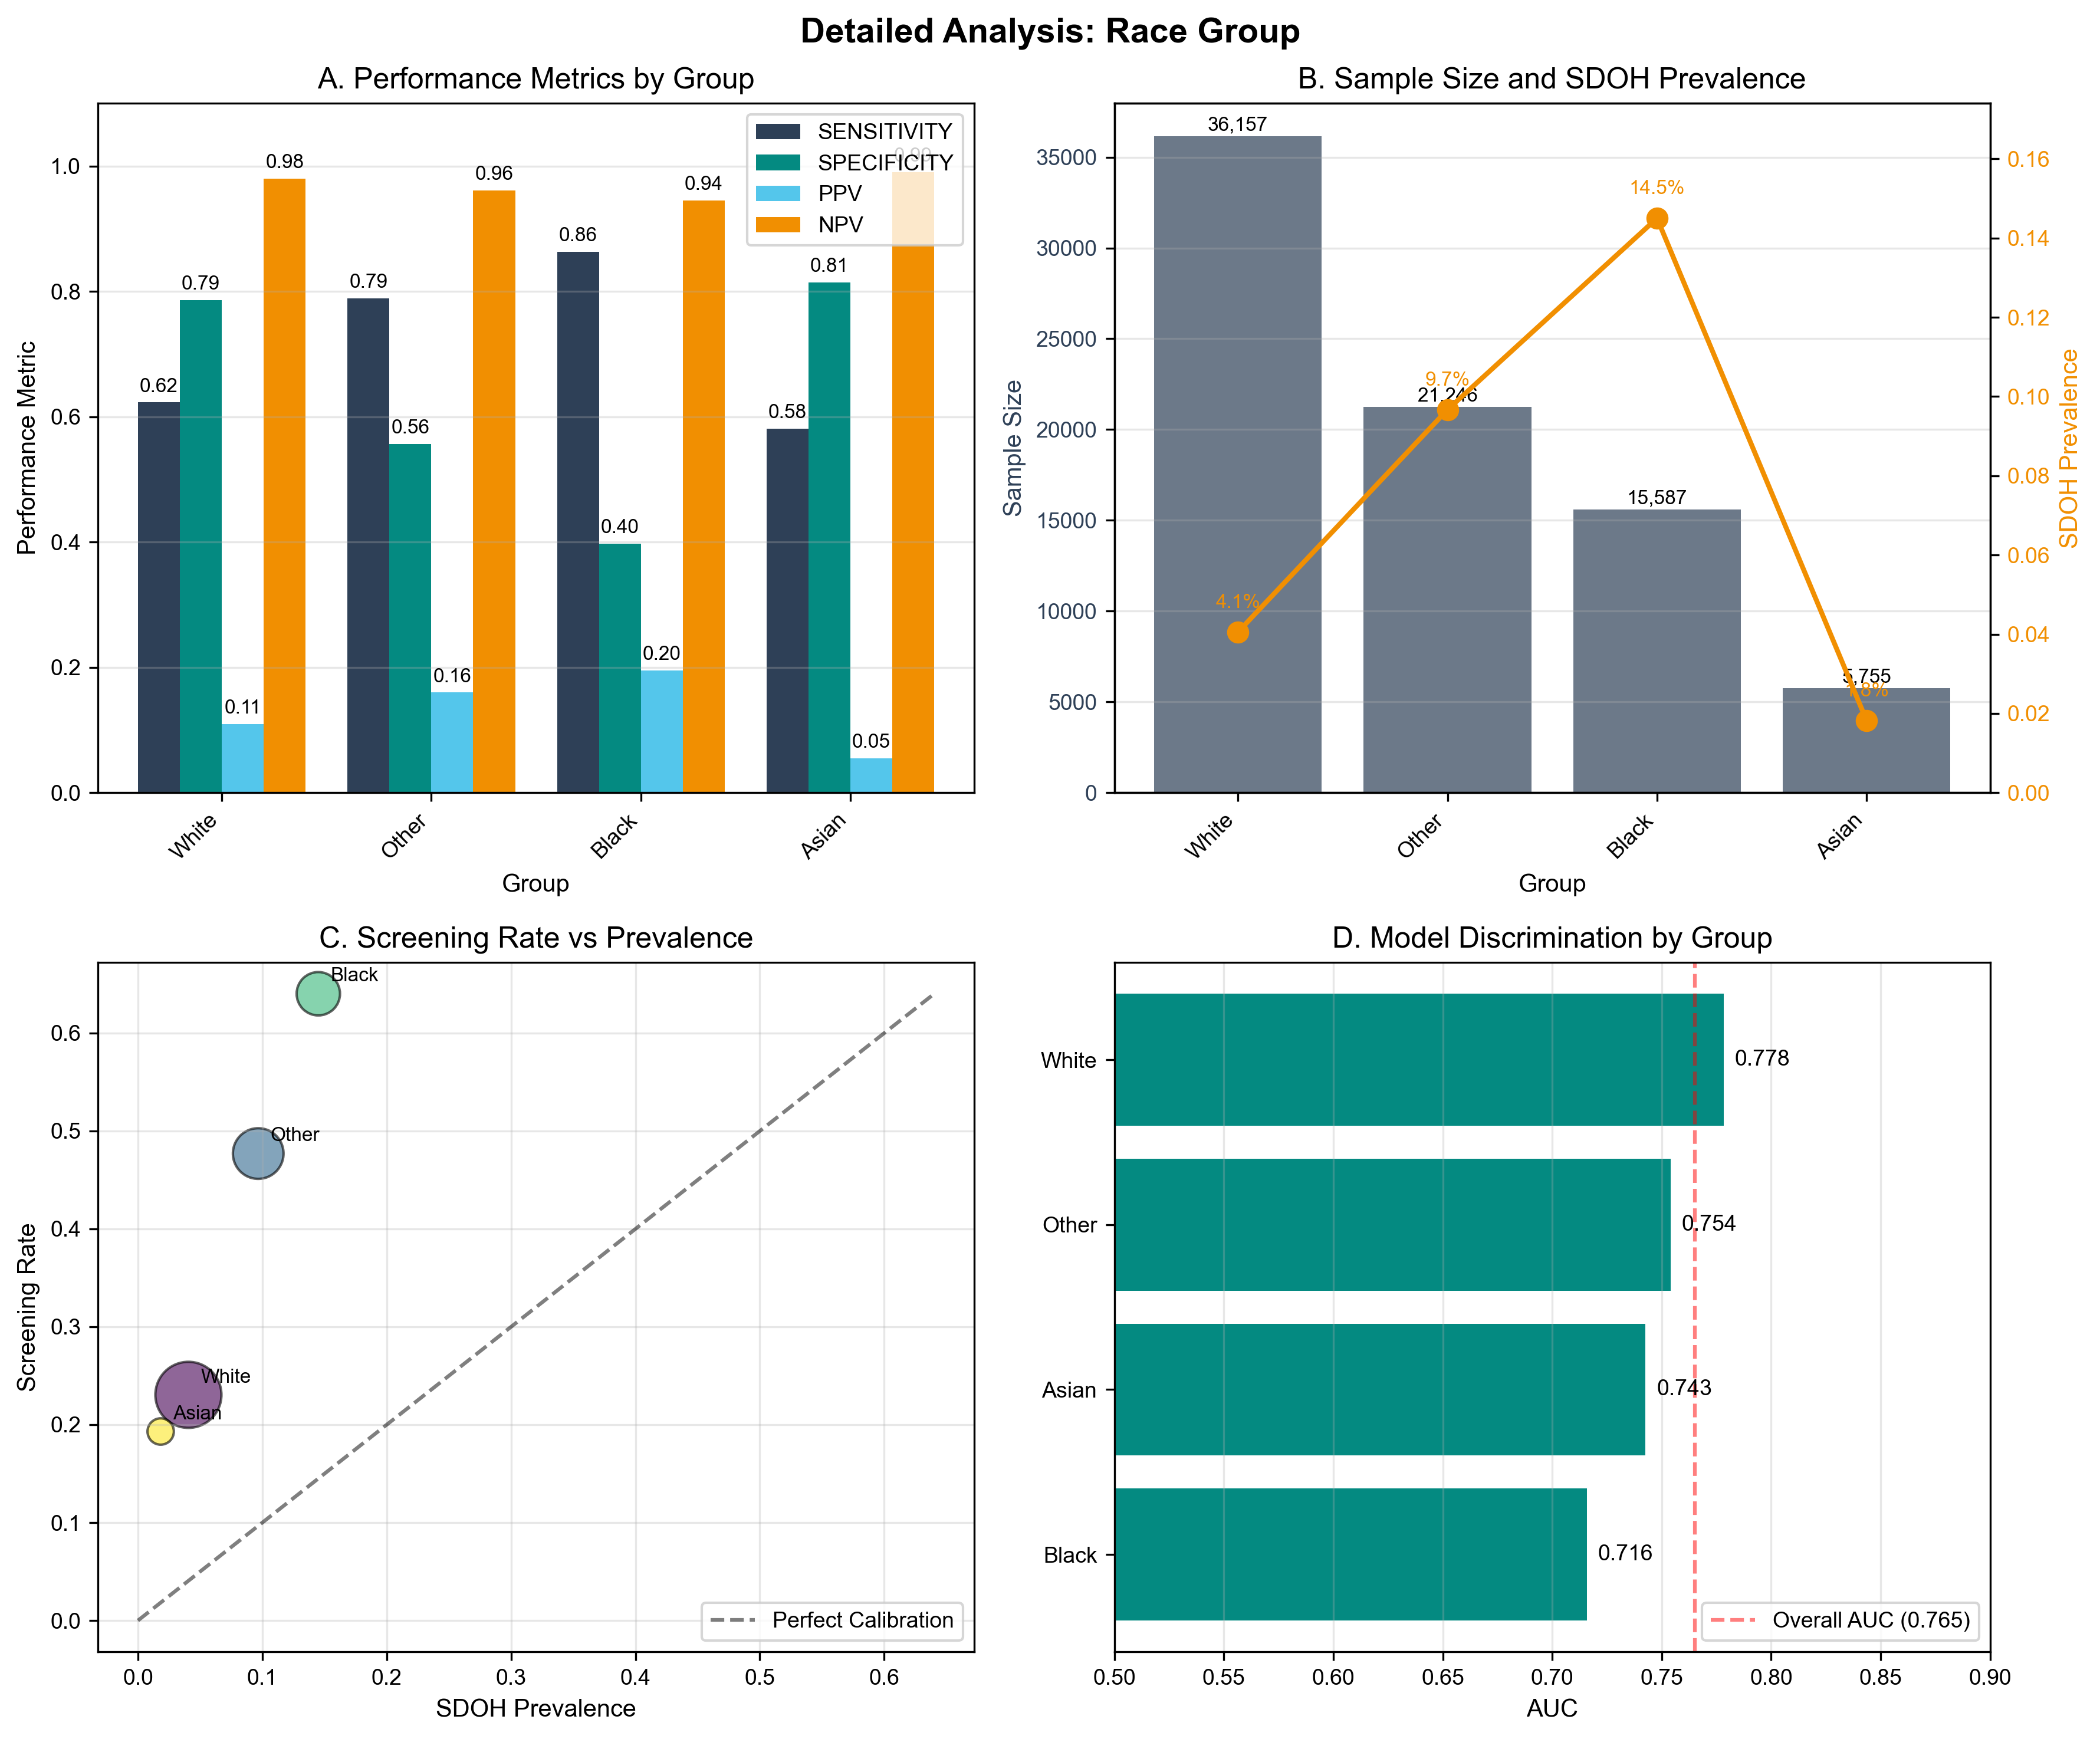 Detailed Analysis: Race Group
A. Performance Metrics by Group
SENSITIVITY
SPECIFICITY
PPV
NPV
Performance Metric
1.0
0.8
0.6
0.4
0.2
0.0
0.62
0.79
0.11
0.98
0.79
0.56
0.16
0.96
0.86
0.40
0.20
0.94
0.58
0.81
0.05
0.99
White
Other
Black
Asian
Group
B. Sample Size and SDOH Prevalence
Sample Size
35000
30000
25000
20000
15000
10000
5000
0
36,157
21,246
15,587
5,755
4.1%
9.7%
14.5%
1.8%
0.16
0.14
0.12
0.10
0.08
0.06
0.04
0.02
0.00
SDOH Prevalence
White
Other
Black
Asian
Group
C. Screening Rate vs Prevalence
Screening Rate
0.6
0.5
0.4
0.3
0.2
0.1
0.0
Black
Other
White
Asian
Perfect Calibration
0.0
0.1
0.2
0.3
0.4
0.5
0.6
SDOH Prevalence
D. Model Discrimination by Group
White
0.778
Other
0.754
Asian
0.743
Black
0.716
Overall AUC (0.765)
0.50
0.55
0.60
0.65
0.70
0.75
0.80
0.85
0.90
AUC